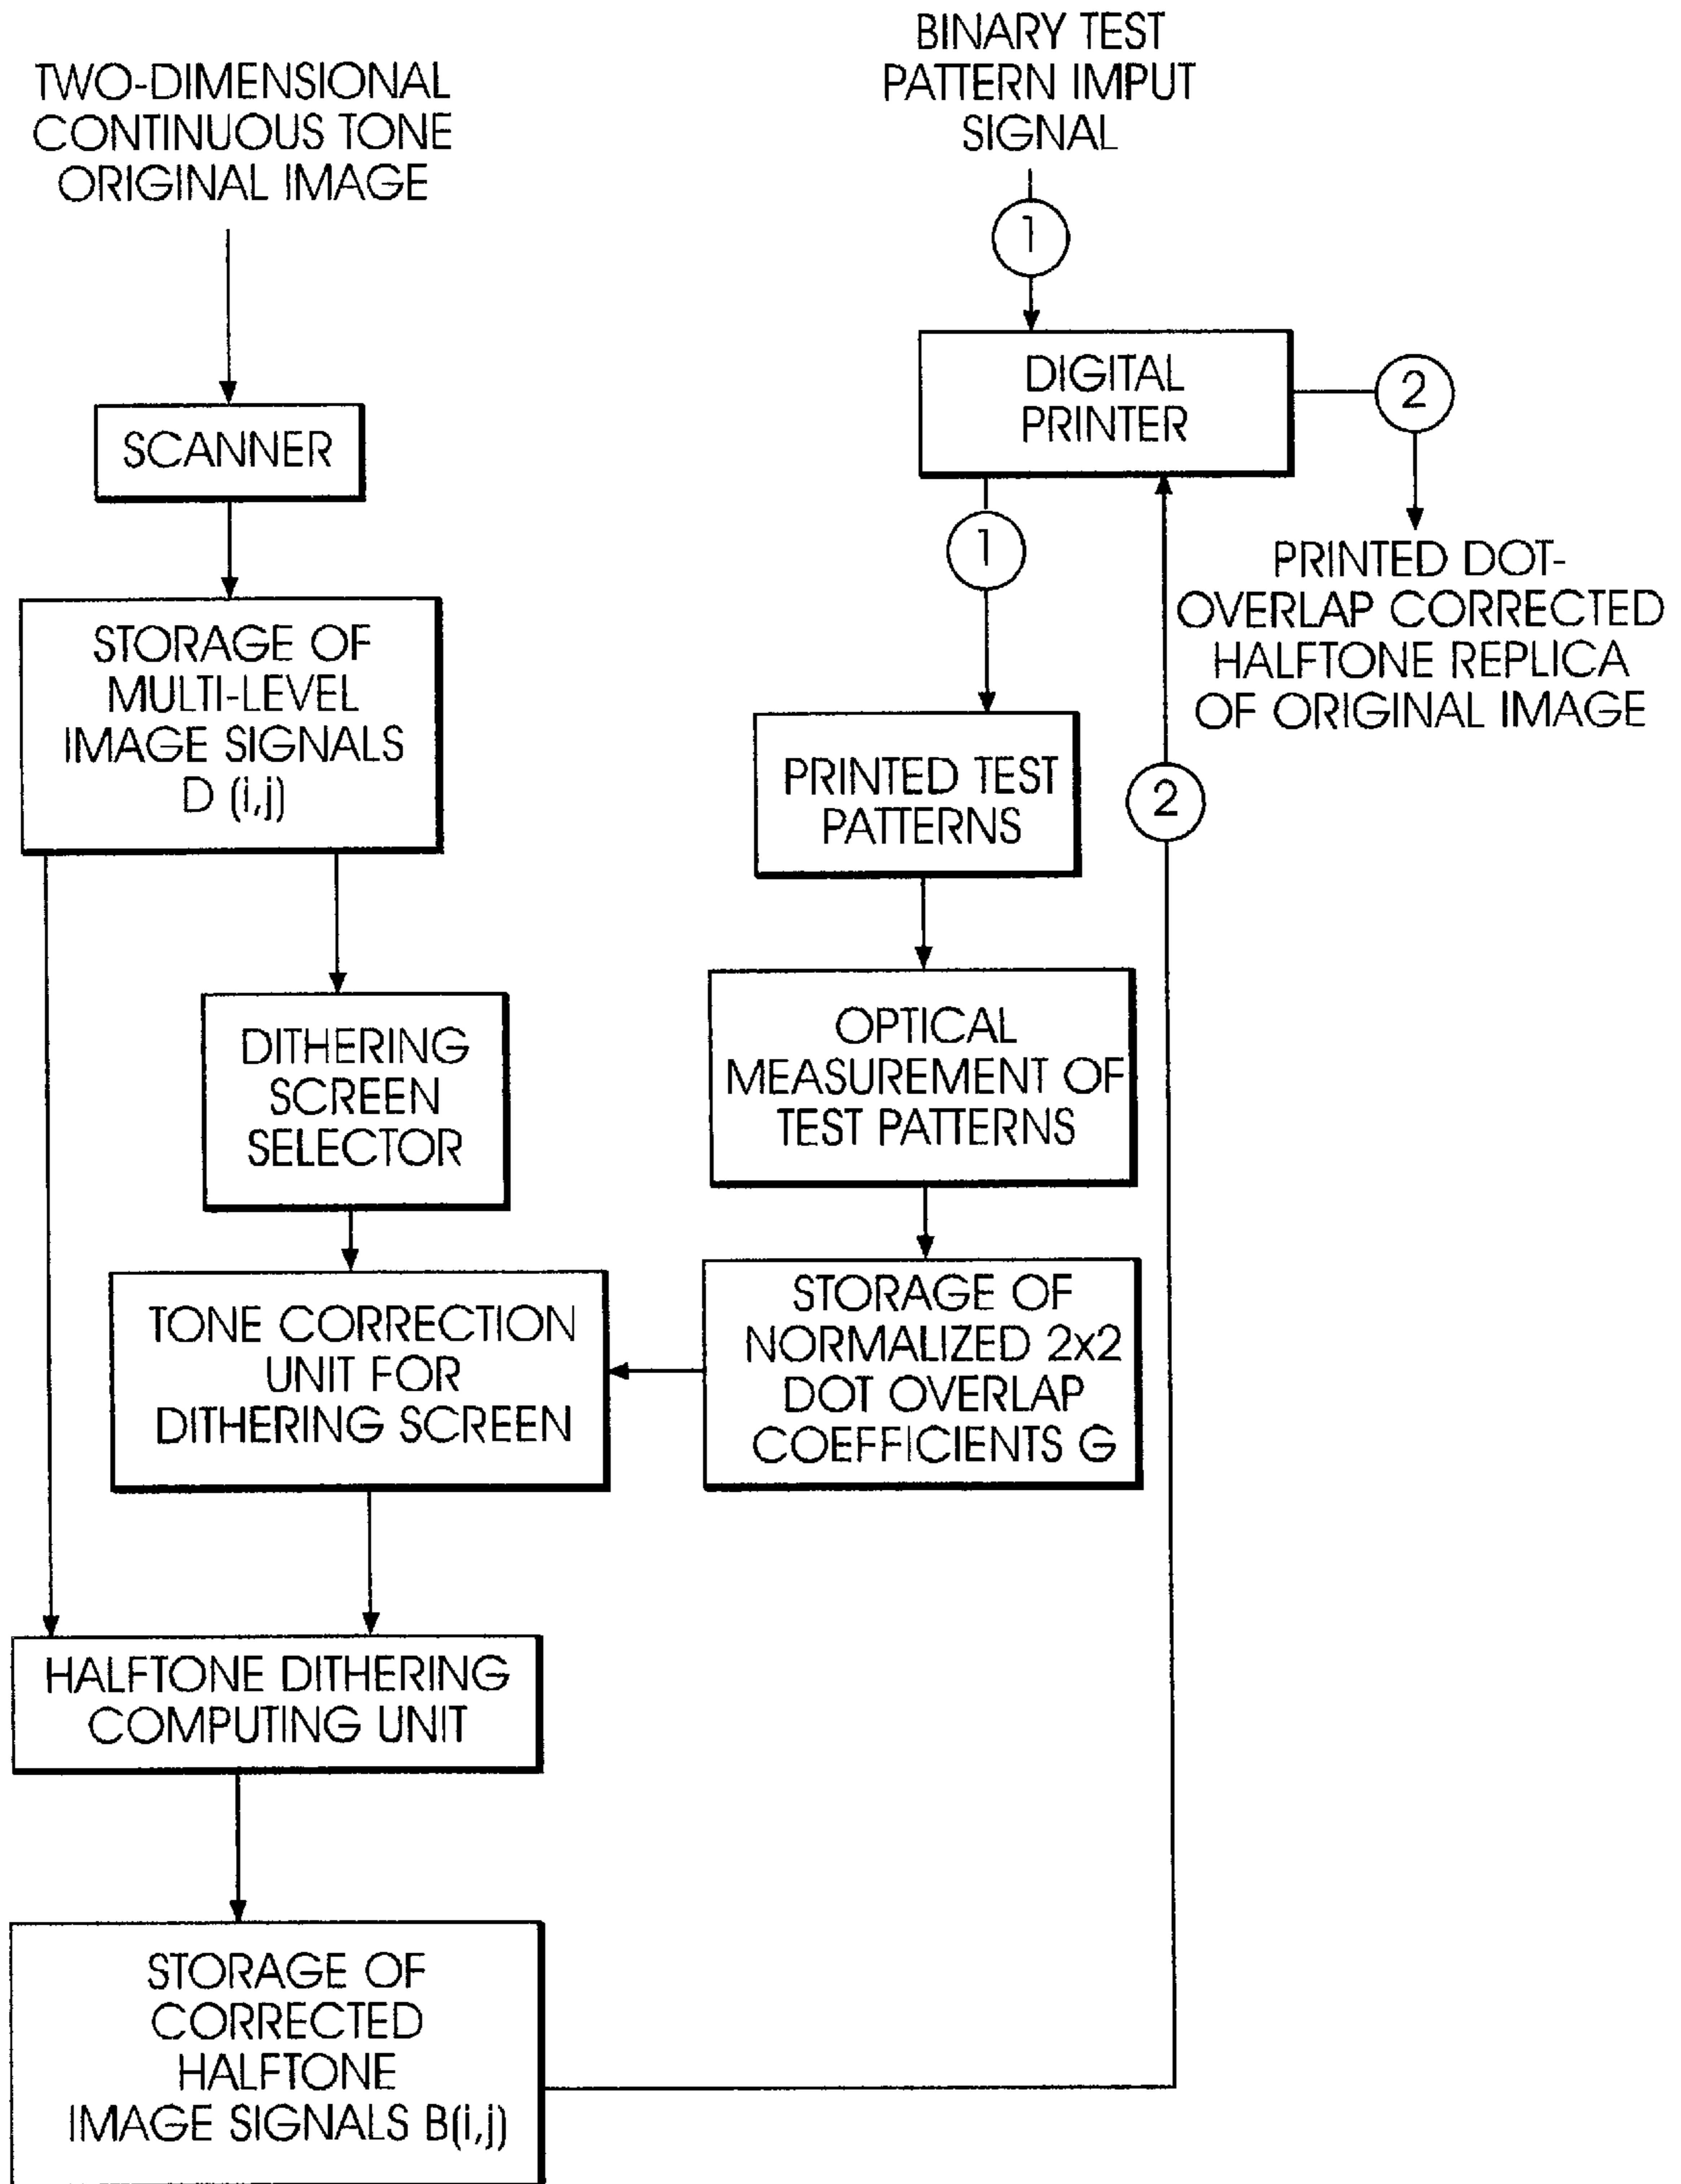 TWO-DIMENSIONAL
CONTINUOUS TONE
ORIGINAL IMAGE
SCANNER
STORAGE OF
MULTI-LEVEL
IMAGE SIGNALS
D (i,j)
DITHERING
SCREEN
SELECTOR
TONE CORRECTION
UNIT FOR
DITHERING SCREEN
HALFTONE DITHERING
COMPUTING UNIT
STORAGE OF
CORRECTED
HALFTONE
IMAGE SIGNALS B(i,j)
BINARY TEST
PATTERN IMPUT
SIGNAL
1
DIGITAL
PRINTER
2
PRINTED DOT-
OVERLAP CORRECTED
HALFTONE REPLICA
OF ORIGINAL IMAGE
1
PRINTED TEST
PATTERNS
2
OPTICAL
MEASUREMENT OF
TEST PATTERNS
STORAGE OF
NORMALIZED 2x2
DOT OVERLAP
COEFFICIENTS G